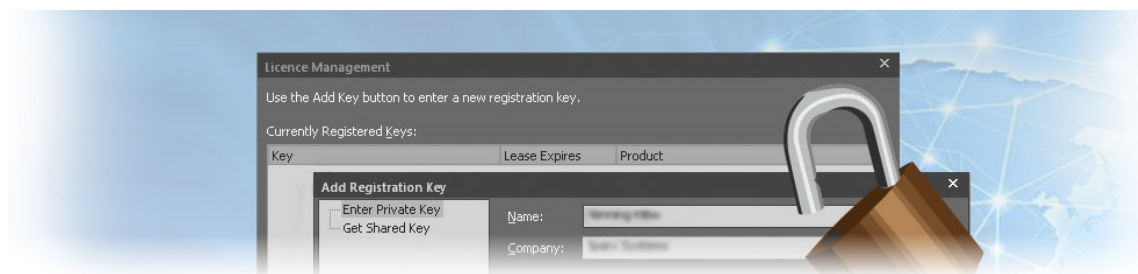 Licence Management
Use the Add Key button to enter a new registration key.
Currently Registered Keys:
Key Lease Expires Product
Add Registration Key
Enter Private Key
Get Shared Key
Name:
Company: